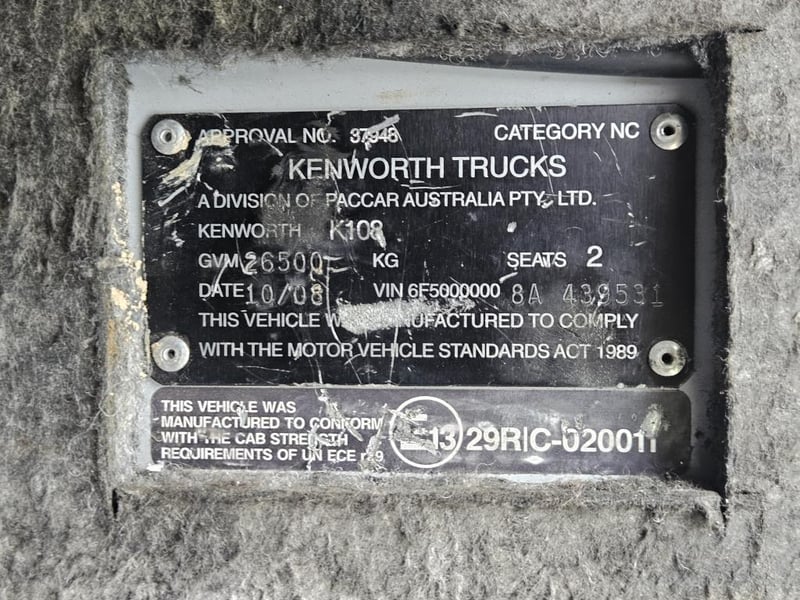 APPROVAL NO. 37948 CATEGORY NC
KENWORTH TRUCKS
A DIVISION OF PACCAR AUSTRALIA PTY. LTD.
KENWORTH K108
GVM 26500 KG SEATS 2
DATE 10/08 VIN 6F5000000 8A 439531
THIS VEHICLE MANUFACTURED TO COMPLY
WITH THE MOTOR VEHICLE STANDARDS ACT 1989
THIS VEHICLE WAS
MANUFACTURED TO CONFORM
WITH THE CAB STRENGTH
REQUIREMENTS OF UN ECE
E13 29RIC-020011